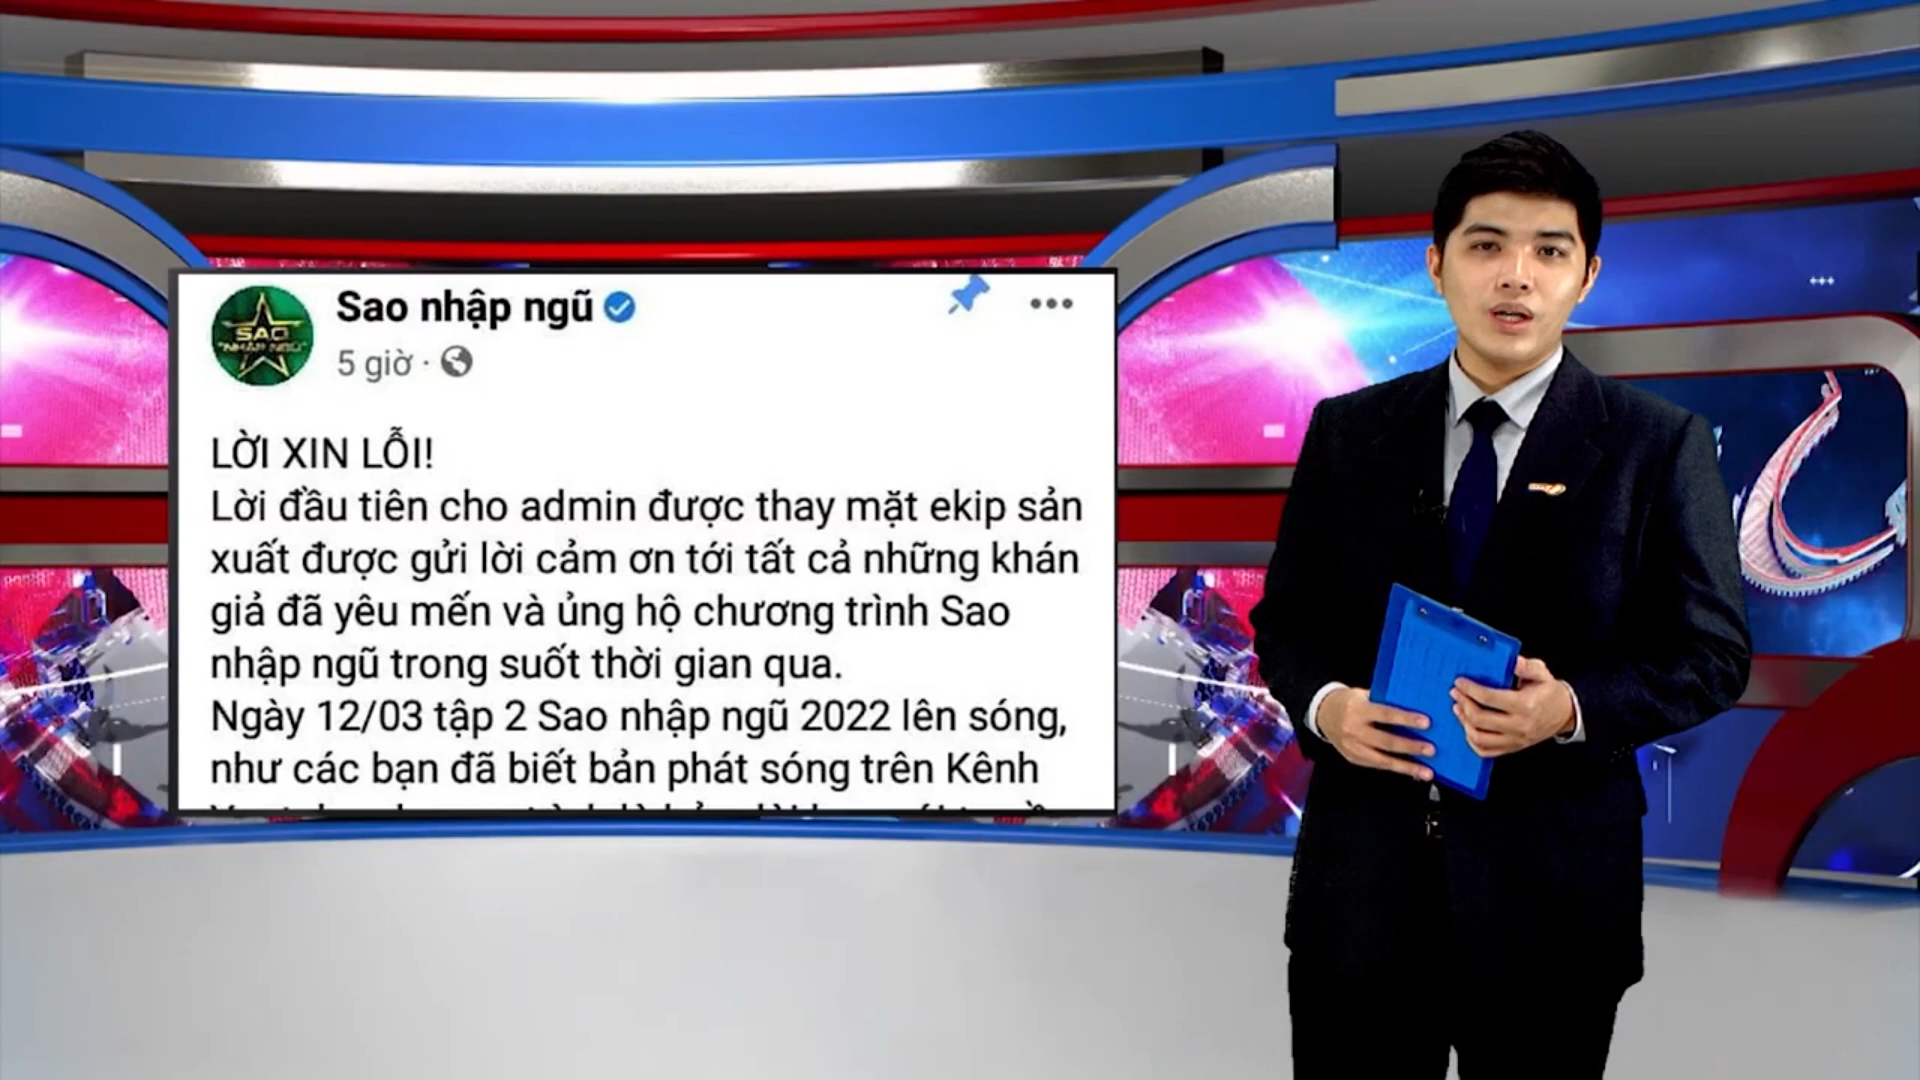 Sao nhập ngũ
5 giờ ·
SAO
"NHẬP NGŨ"
LỜI XIN LỖI!
Lời đầu tiên cho admin được thay mặt ekip sản
xuất được gửi lời cảm ơn tới tất cả những khán
giả đã yêu mến và ủng hộ chương trình Sao
nhập ngũ trong suốt thời gian qua.
Ngày 12/03 tập 2 Sao nhập ngũ 2022 lên sóng,
như các bạn đã biết bản phát sóng trên Kênh